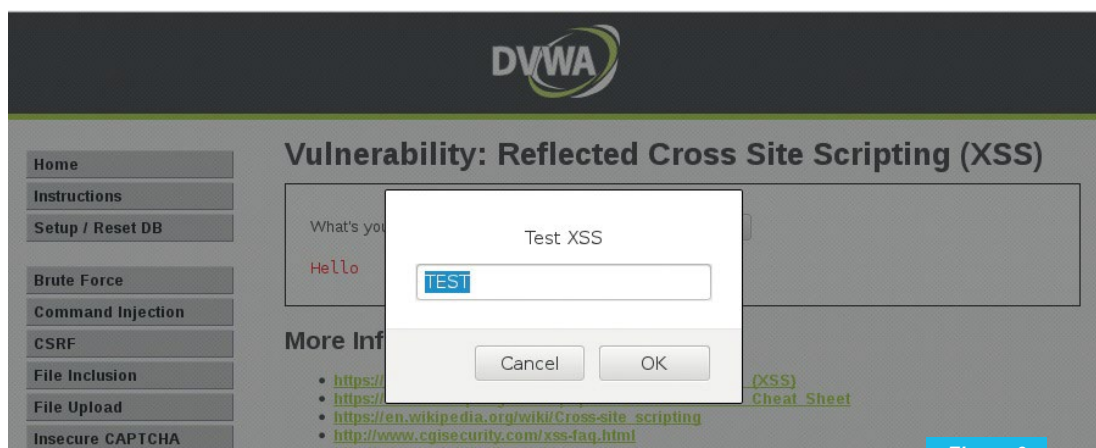 DVWA
Vulnerability: Reflected Cross Site Scripting (XSS)
Home
Instructions
Setup / Reset DB
Brute Force
Command Injection
CSRF
File Inclusion
File Upload
Insecure CAPTCHA
What's you
Hello
Test XSS
TEST
Cancel
OK
More Inf
https:// (XSS)
https:// Cheat Sheet
https://en.wikipedia.org/wiki/Cross-site_scripting
http://www.cgisecurity.com/xss-faq.html